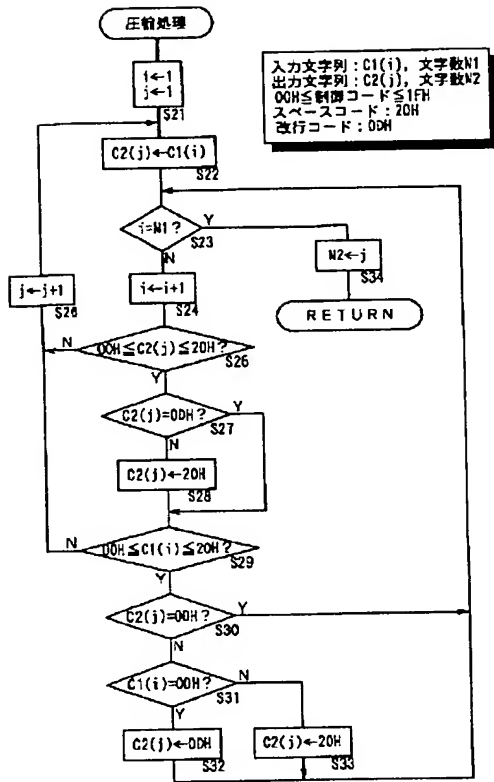 圧縮処理
i←1
j←1
S21
入力文字列：C1(i), 文字数N1
出力文字列：C2(j), 文字数N2
00H≦制御コード≦1FH
スペースコード：20H
改行コード：0DH
C2(j)←C1(i)
S22
i=N1?
Y
S23
N
N2←j
S34
j←j+1
S26
i←i+1
S24
RETURN
N
00H≦C2(j)≦20H?
S26
Y
C2(j)=0DH?
Y
S27
N
C2(j)←20H
S28
N
00H≦C1(i)≦20H?
S29
Y
C2(j)=0DH?
Y
S30
N
C1(i)=0DH?
N
S31
Y
C2(j)←0DH
S32
C2(j)←20H
S33